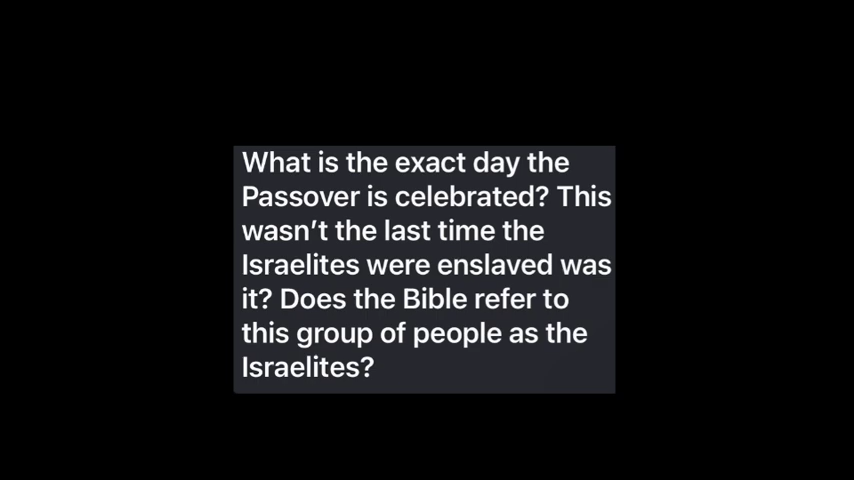 What is the exact day the
Passover is celebrated? This
wasn’t the last time the
Israelites were enslaved was
it? Does the Bible refer to
this group of people as the
Israelites?